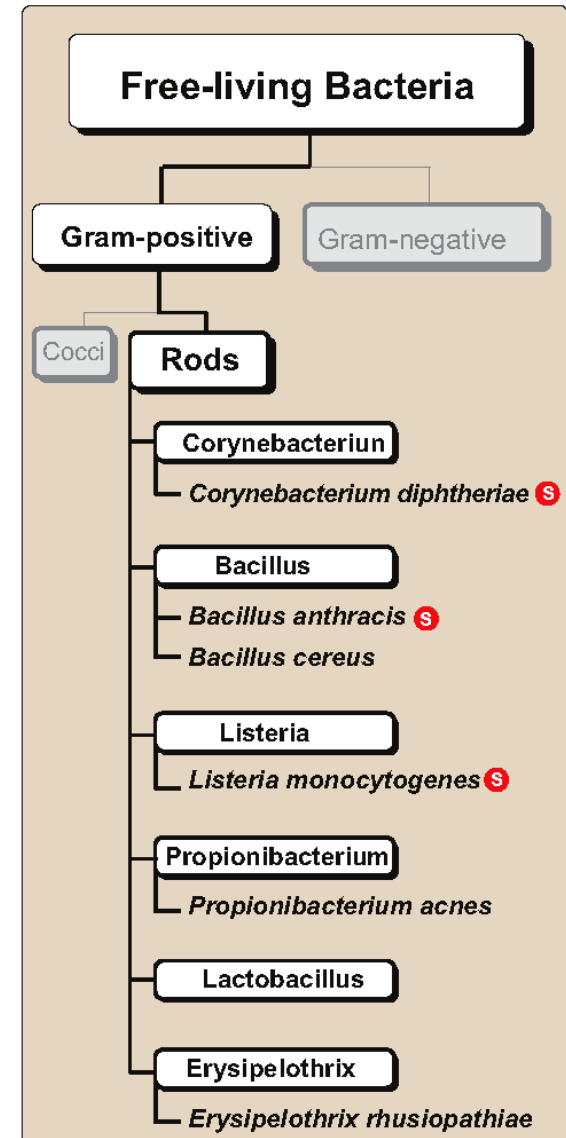 Free-living Bacteria
Gram-positive
Gram-negative
Cocci
Rods
Corynebacteriun
Corynebacterium diphtheriae S
Bacillus
Bacillus anthracis S
Bacillus cereus
Listeria
Listeria monocytogenes S
Propionibacterium
Propionibacterium acnes
Lactobacillus
Erysipelothrix
Erysipelothrix rhusiopathiae